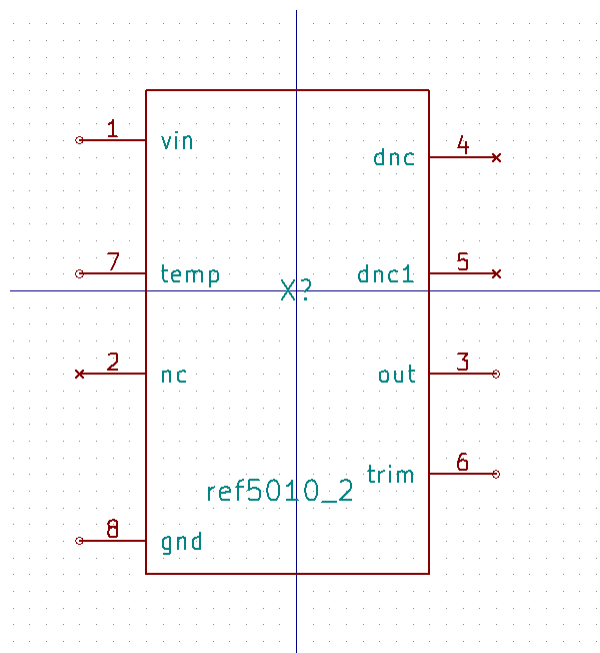 1 vin
dnc 4
7 temp
dnc1 5
X?
2 nc
out 3
trim 6
ref5010_2
8 gnd